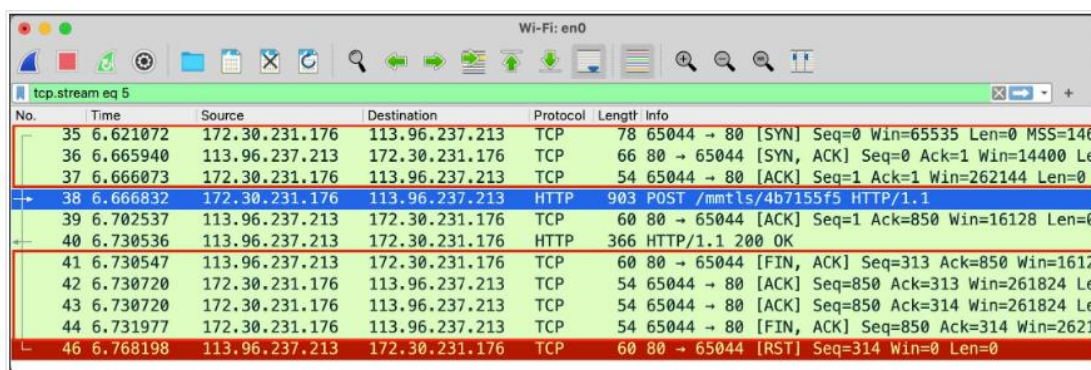 Wi-Fi: en0
tcp.stream eq 5
No. Time Source Destination Protocol Length Info
35 6.621072 172.30.231.176 113.96.237.213 TCP 78 65044 → 80 [SYN] Seq=0 Win=65535 Len=0 MSS=146
36 6.665940 113.96.237.213 172.30.231.176 TCP 66 80 → 65044 [SYN, ACK] Seq=0 Ack=1 Win=14400 Le
37 6.666073 172.30.231.176 113.96.237.213 TCP 54 65044 → 80 [ACK] Seq=1 Ack=1 Win=262144 Len=0
38 6.666832 172.30.231.176 113.96.237.213 HTTP 903 POST /mmtls/4b7155f5 HTTP/1.1
39 6.702537 113.96.237.213 172.30.231.176 TCP 60 80 → 65044 [ACK] Seq=1 Ack=850 Win=16128 Len=0
40 6.730536 113.96.237.213 172.30.231.176 HTTP 366 HTTP/1.1 200 OK
41 6.730547 113.96.237.213 172.30.231.176 TCP 60 80 → 65044 [FIN, ACK] Seq=313 Ack=850 Win=1612
42 6.730720 172.30.231.176 113.96.237.213 TCP 54 65044 → 80 [ACK] Seq=850 Ack=313 Win=261824 Le
43 6.730720 172.30.231.176 113.96.237.213 TCP 54 65044 → 80 [ACK] Seq=850 Ack=314 Win=261824 Le
44 6.731977 172.30.231.176 113.96.237.213 TCP 54 65044 → 80 [FIN, ACK] Seq=850 Ack=314 Win=2621
46 6.768198 113.96.237.213 172.30.231.176 TCP 60 80 → 65044 [RST] Seq=314 Win=0 Len=0